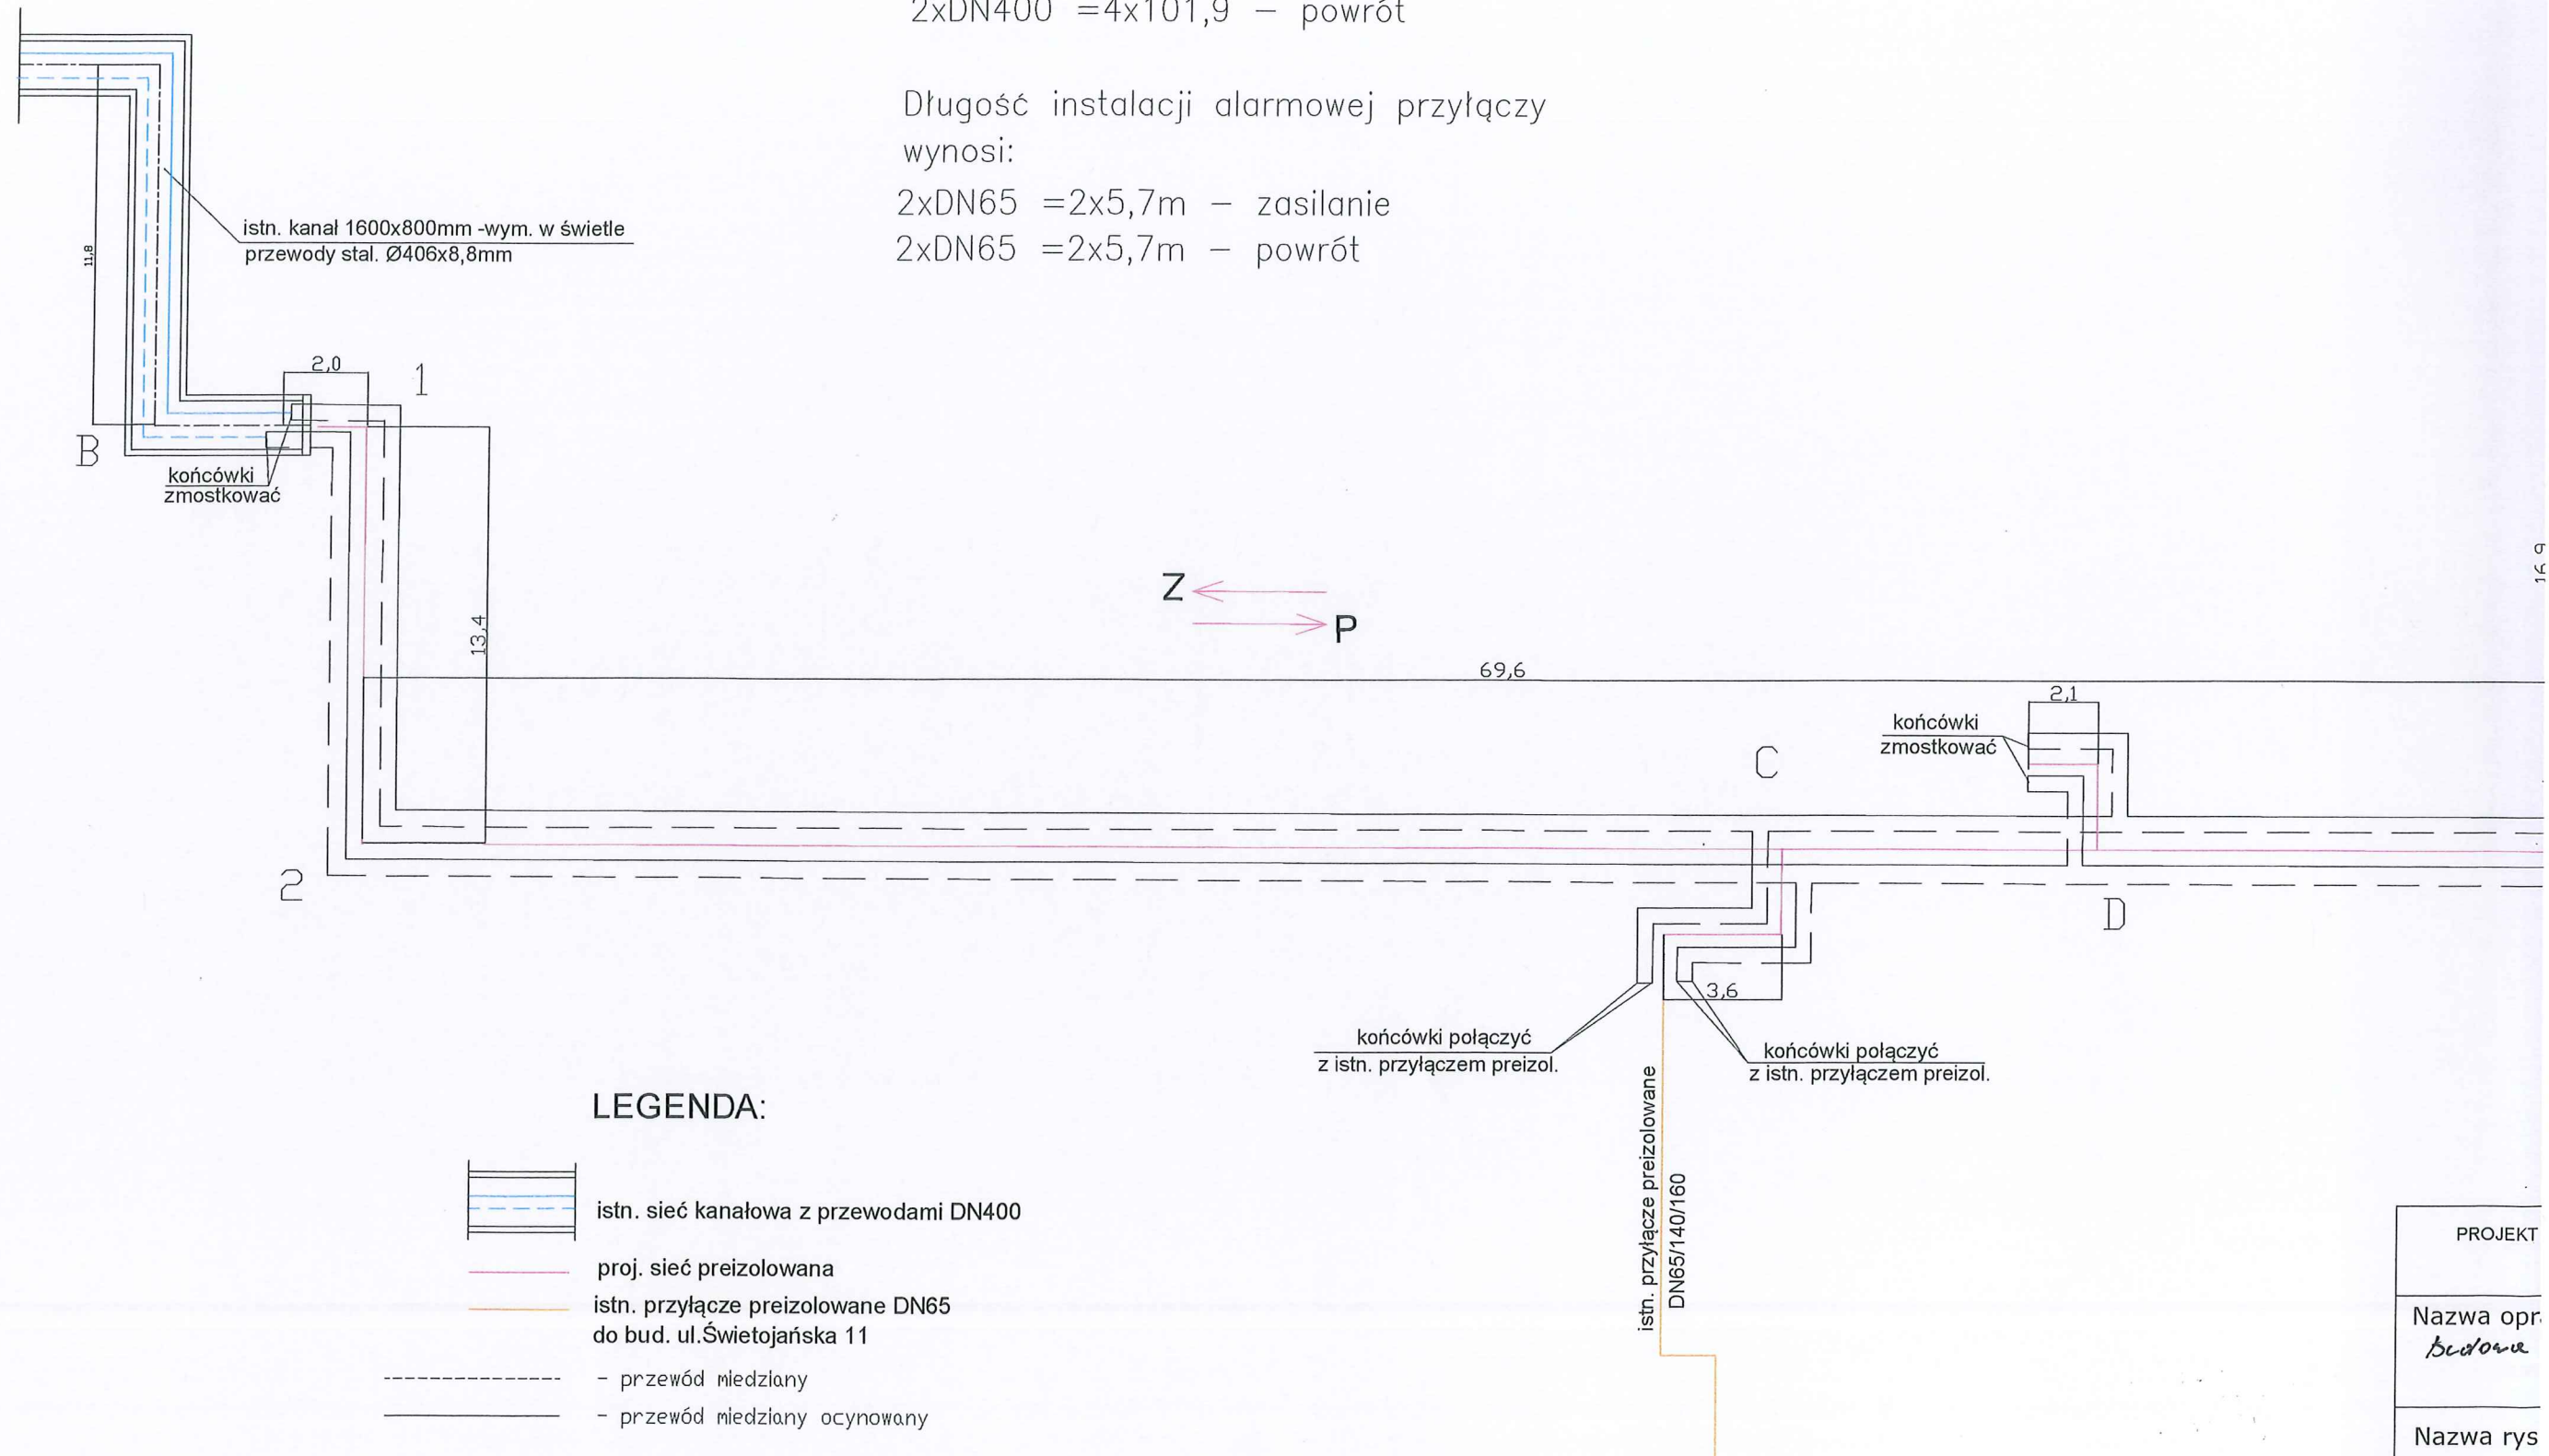 2xDN400 =4x101,9 – powrót
Długość instalacji alarmowej przyłączy
wynosi:
2xDN65 =2x5,7m – zasilanie
2xDN65 =2x5,7m – powrót
istn. kanał 1600x800mm -wym. w świetle
przewody stal. Ø406x8,8mm
11,8
2,0
1
B
końcówki
zmostkować
13,4
2
Z
P
69,6
16,9
2,1
końcówki
zmostkować
C
D
3,6
końcówki połączyć
z istn. przyłączem preizol.
końcówki połączyć
z istn. przyłączem preizol.
istn. przyłącze preizolowane
DN65/140/160
LEGENDA:
istn. sieć kanałowa z przewodami DN400
proj. sieć preizolowana
istn. przyłącze preizolowane DN65
do bud. ul.Świetojańska 11
– przewód miedziany
– przewód miedziany ocynowany
PROJEKT
Nazwa opr
Budowa
Nazwa rys